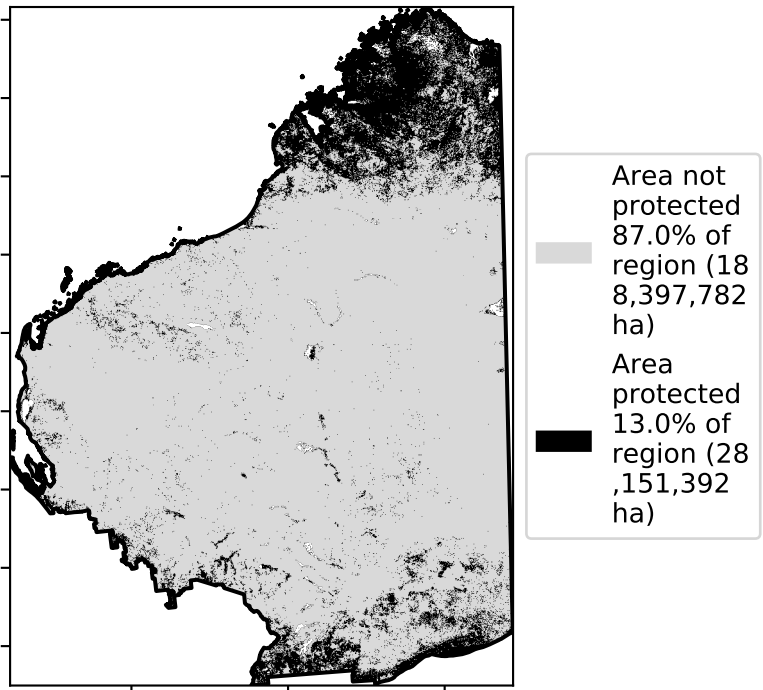 Area not
protected
87.0% of
region (18
8,397,782
ha)
Area
protected
13.0% of
region (28
,151,392
ha)